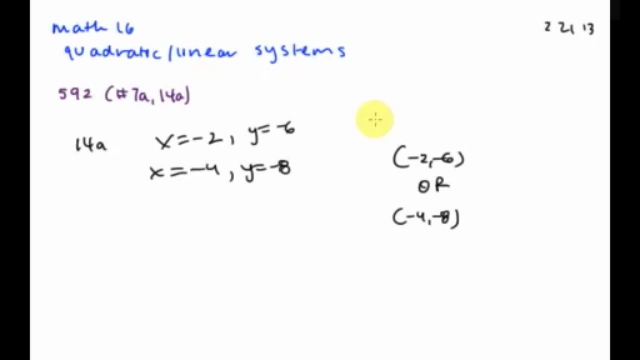 math 16
2 21 13
quadratic/linear systems
592 (#7a, 14a)
14a x=-2, y=-6
x=-4, y=-8
(-2,-6)
OR
(-4,-8)